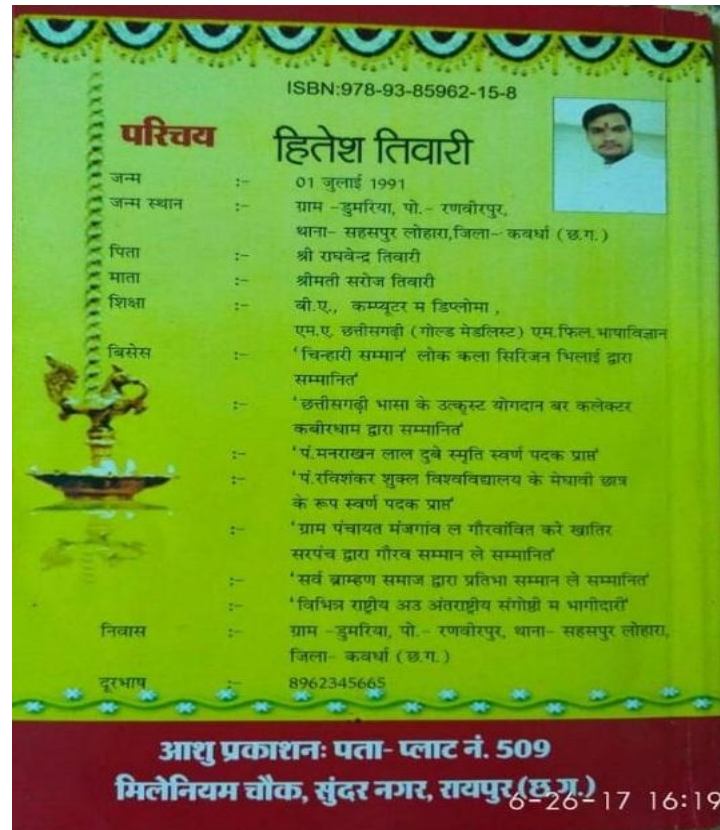 ISBN:978-93-85962-15-8
परिचय
हितेश तिवारी
जन्म :- 01 जुलाई 1991
जन्म स्थान :- ग्राम -डुमरिया, पो.- रणवीरपुर,
थाना- सहसपुर लोहारा,जिला- कवर्धा (छ.ग.)
पिता :- श्री राघवेन्द्र तिवारी
माता :- श्रीमती सरोज तिवारी
शिक्षा :- बी.ए., कम्प्यूटर म डिप्लोमा ,
एम.ए. छत्तीसगढ़ी (गोल्ड मेडलिस्ट) एम.फिल.भाषाविज्ञान
बिसेस :- 'चिन्हारी सम्मान' लोक कला सिरिजन भिलाई द्वारा
सम्मानित'
:- 'छत्तीसगढ़ी भासा के उत्कृस्ट योगदान बर कलेक्टर
कबीरधाम द्वारा सम्मानित'
:- 'पं.मनराखन लाल दुबे स्मृति स्वर्ण पदक प्राप्त'
:- 'पं.रविशंकर शुक्ल विश्वविद्यालय के मेघावी छात्र
के रूप स्वर्ण पदक प्राप्त'
:- 'ग्राम पंचायत मंजगांव ल गौरवांवित करे खातिर
सरपंच द्वारा गौरव सम्मान ले सम्मानित'
:- 'सर्व ब्राम्हण समाज द्वारा प्रतिभा सम्मान ले सम्मानित'
:- 'विभिन्न राष्ट्रीय अउ अंतराष्ट्रीय संगोष्ठी म भागीदारी'
निवास :- ग्राम -डुमरिया, पो.- रणवीरपुर, थाना- सहसपुर लोहारा,
जिला- कवर्धा (छ.ग.)
दूरभाष :- 8962345665
आशु प्रकाशनः पता- प्लाट नं. 509
मिलेनियम चौक, सुंदर नगर, रायपुर (छ.ग.)
6-26-17 16:19